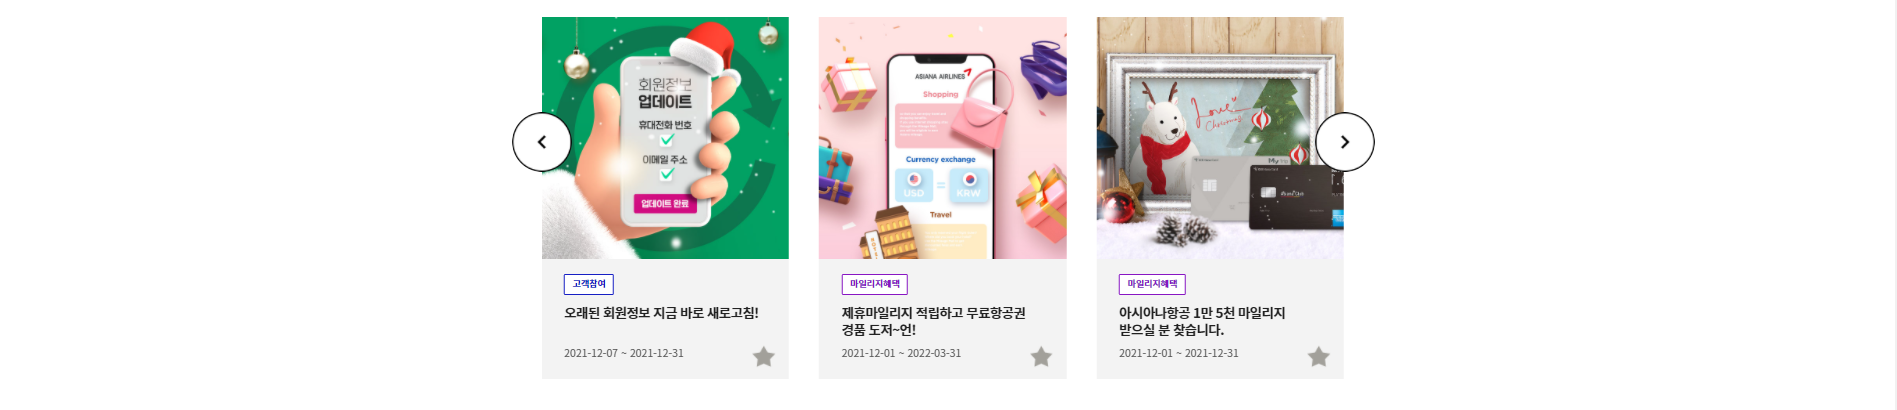 회원정보
업데이트
휴대전화 번호
이메일 주소
업데이트 완료
고객참여
오래된 회원정보 지금 바로 새로고침!
2021-12-07 ~ 2021-12-31
ASIANA AIRLINES
Shopping
Currency exchange
USD = KRW
Travel
HOTEL
마일리지혜택
제휴마일리지 적립하고 무료항공권
경품 도저~언!
2021-12-01 ~ 2022-03-31
Love
Christmas
마일리지혜택
아시아나항공 1만 5천 마일리지
받으실 분 찾습니다.
2021-12-01 ~ 2021-12-31